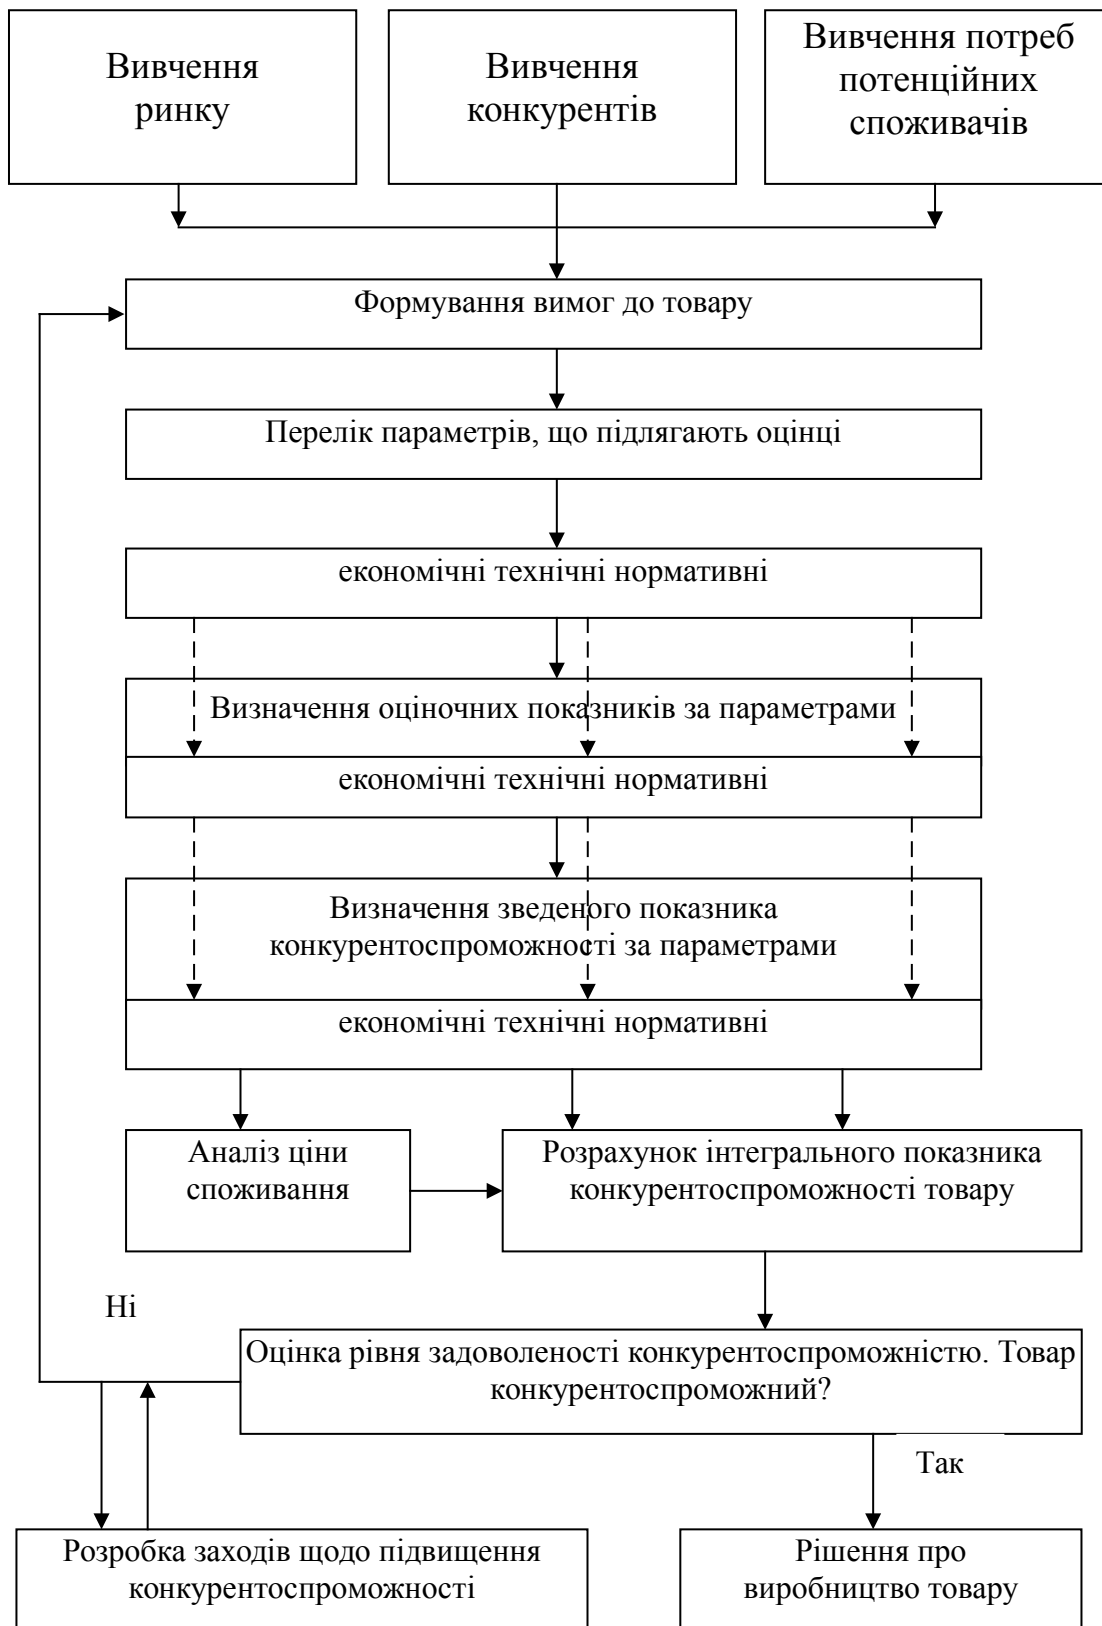 Вивчення
ринку
Вивчення
конкурентів
Вивчення потреб
потенційних
споживачів
Формування вимог до товару
Перелік параметрів, що підлягають оцінці
економічні технічні нормативні
Визначення оціночних показників за параметрами
економічні технічні нормативні
Визначення зведеного показника
конкурентоспроможності за параметрами
економічні технічні нормативні
Аналіз ціни
споживання
Розрахунок інтегрального показника
конкурентоспроможності товару
Ні
Оцінка рівня задоволеності конкурентоспроможністю. Товар
конкурентоспроможний?
Так
Розробка заходів щодо підвищення
конкурентоспроможності
Рішення про
виробництво товару